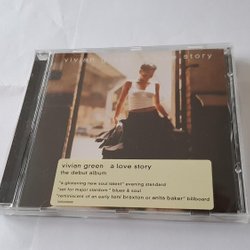 vivian
story
vivian green a love story
the debut album
"a glistening new soul talent" evening standard
"set for major stardom" blues & soul
"reminiscent of an early toni braxton or anita baker" billboard